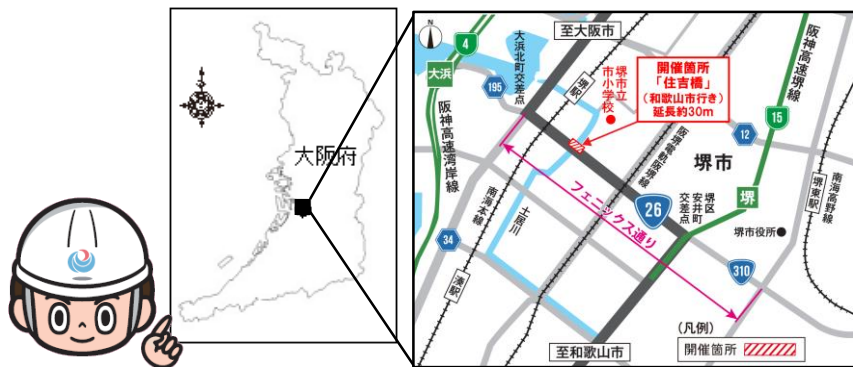 大阪府
N
至大阪市
大浜北町交差点
4
大浜
195
阪神高速湾岸線
堺駅
堺市立
市小学校
開催箇所
「住吉橋」
(和歌山市行き)
延長約30m
阪神高速堺線
15
12
阪堺電軌阪堺線
堺市
南海高野線
堺東駅
堺
堺区
安井町
交差点
26
フェニックス通り
土居川
南海本線
34
湊駅
堺市役所
310
至和歌山市
(凡例)
開催箇所